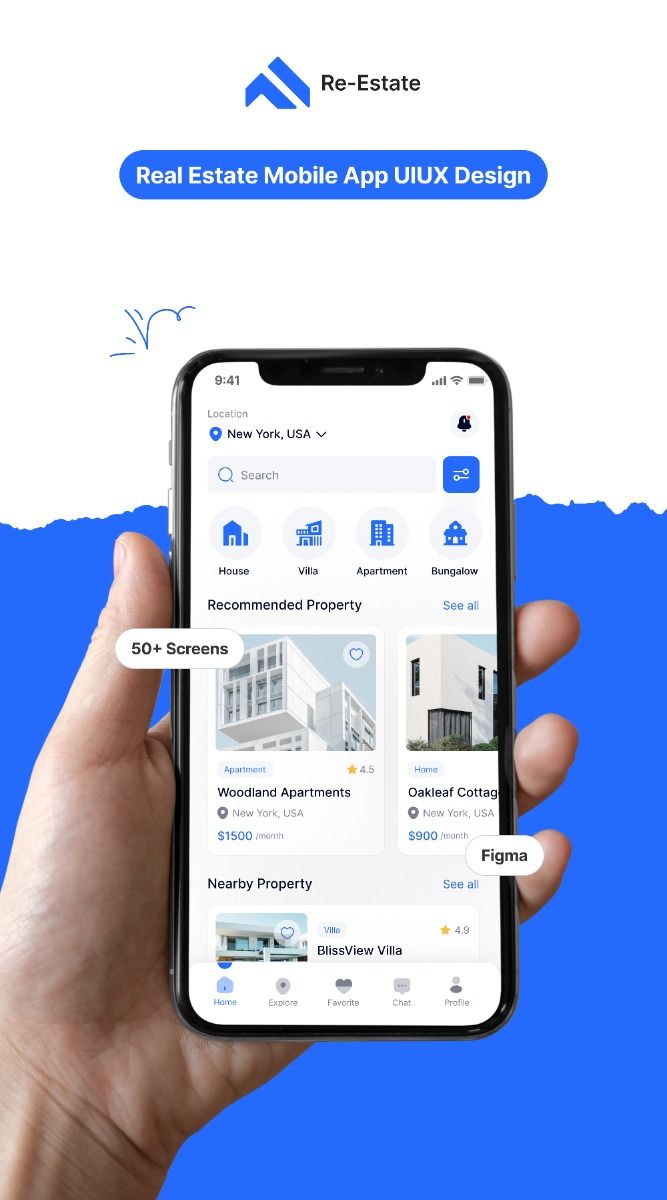 Re-Estate
Real Estate Mobile App UIUX Design
9:41
Location
New York, USA
Search
House Villa Apartment Bungalow
Recommended Property See all
50+ Screens
Apartment 4.5 Home
Woodland Apartments Oakleaf Cottag
New York, USA New York, USA
$1500 /month $900 /month
Figma
Nearby Property See all
Villa 4.9
BlissView Villa
Home Explore Favorite Chat Profile